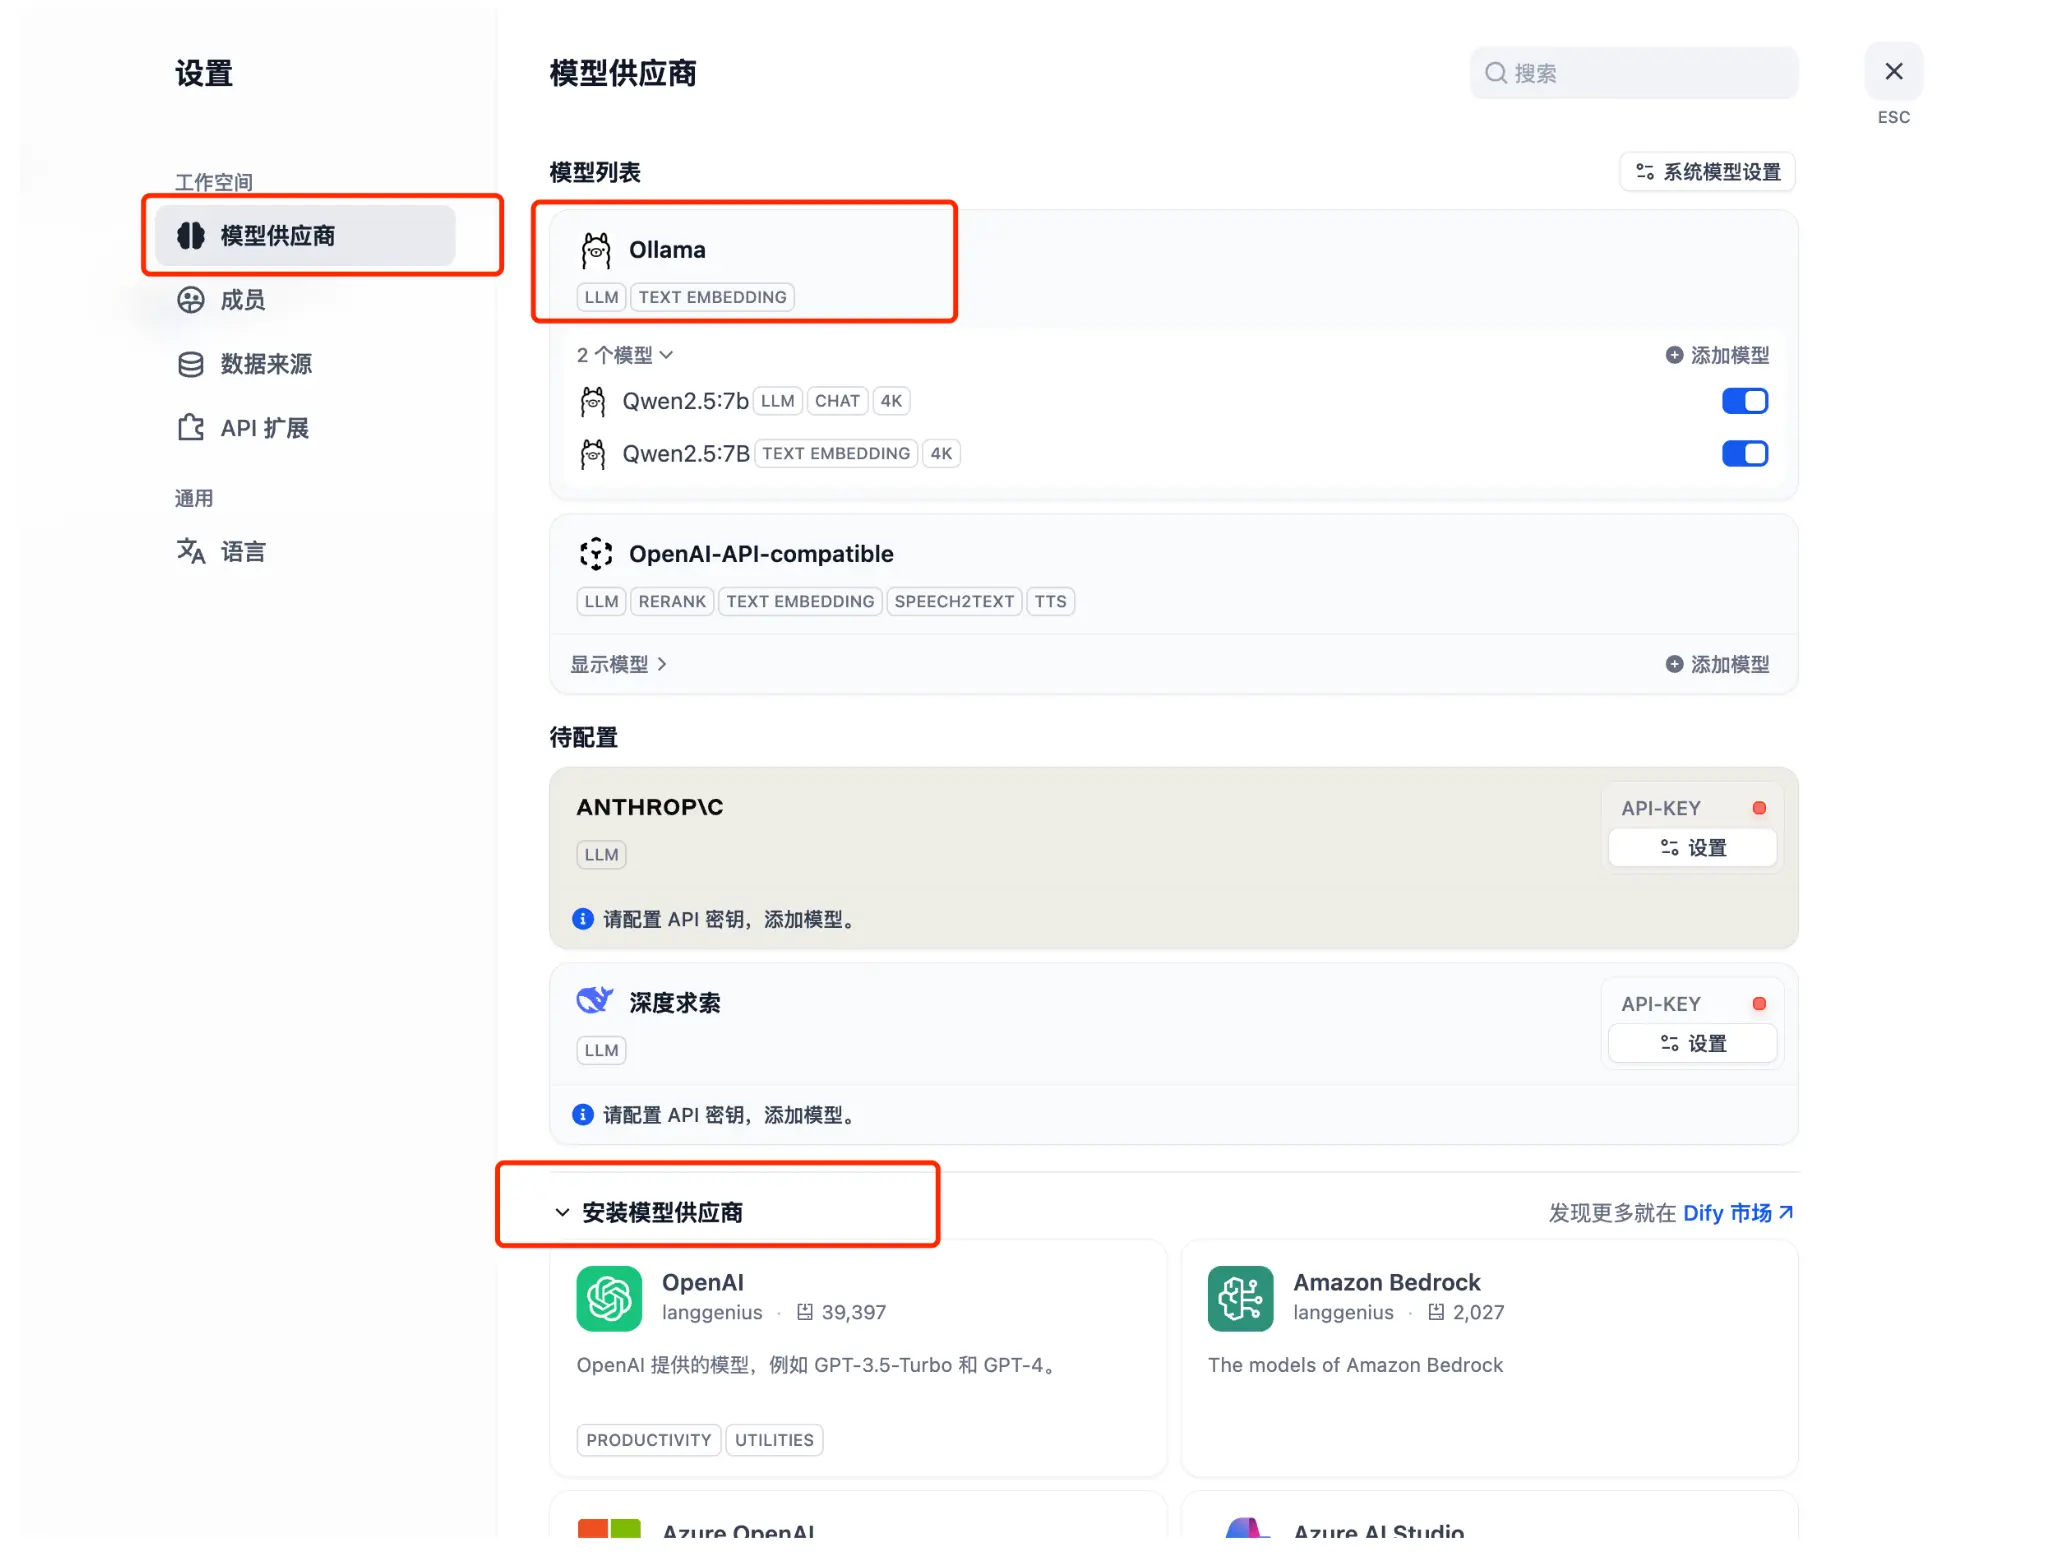 设置
工作空间
模型供应商
成员
数据来源
API 扩展
通用
语言
模型供应商
搜索
ESC
模型列表
系统模型设置
Ollama
LLM TEXT EMBEDDING
2 个模型
添加模型
Qwen2.5:7b LLM CHAT 4K
Qwen2.5:7B TEXT EMBEDDING 4K
OpenAI-API-compatible
LLM RERANK TEXT EMBEDDING SPEECH2TEXT TTS
显示模型
添加模型
待配置
ANTHROP\C
API-KEY
设置
LLM
请配置 API 密钥，添加模型。
深度求索
API-KEY
设置
LLM
请配置 API 密钥，添加模型。
安装模型供应商
发现更多就在 Dify 市场
OpenAI
langgenius · 39,397
OpenAI 提供的模型，例如 GPT-3.5-Turbo 和 GPT-4。
PRODUCTIVITY UTILITIES
Amazon Bedrock
langgenius · 2,027
The models of Amazon Bedrock
Azure OpenAI
Azure AI Studio